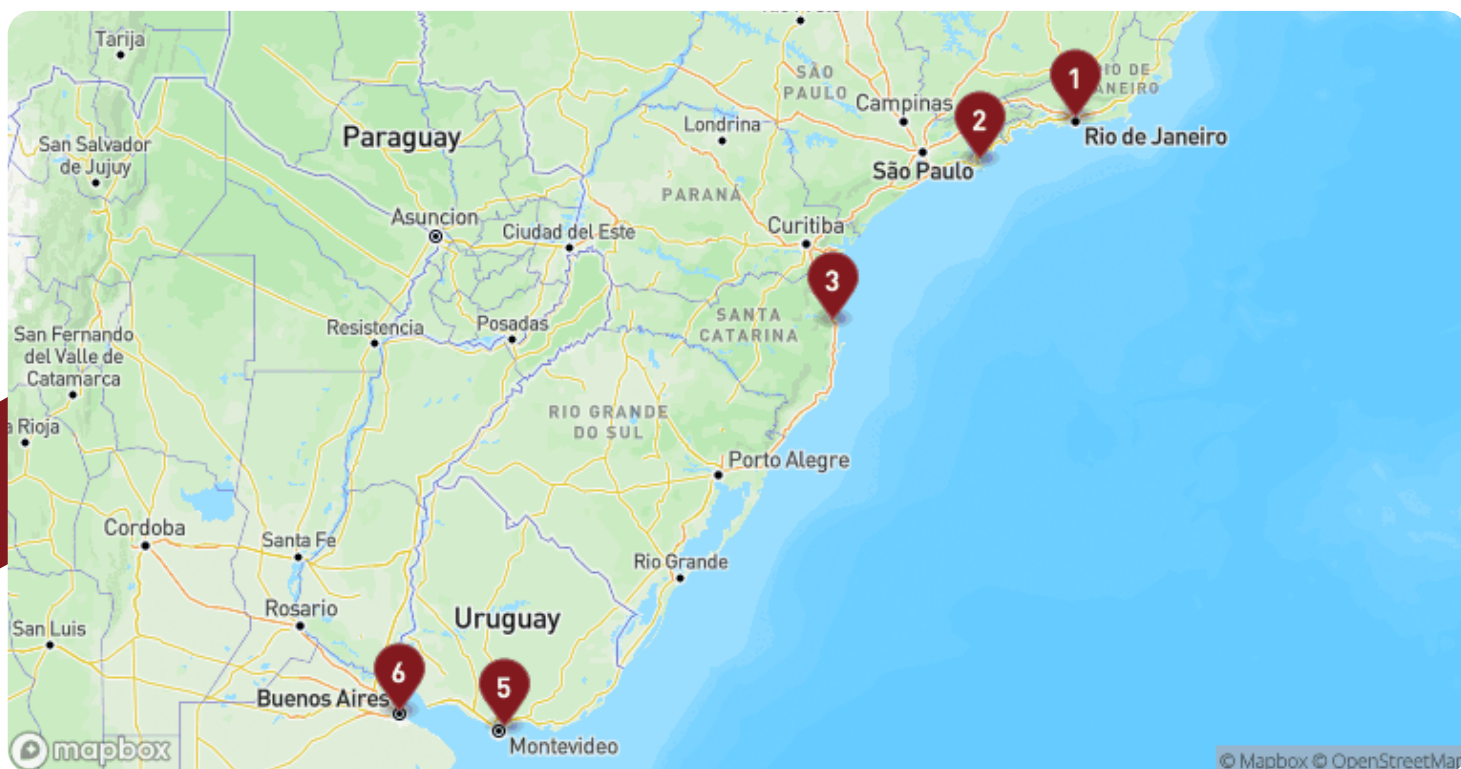 Tarija
SÃO
PAULO
Campinas
1
2
Rio de Janeiro
São Paulo
Londrina
Paraguay
San Salvador
de Jujuy
PARANÁ
Asuncion
Ciudad del Este
Curitiba
3
SANTA
CATARINA
Resistencia
Posadas
San Fernando
del Valle de
Catamarca
a Rioja
RIO GRANDE
DO SUL
Porto Alegre
Cordoba
Santa Fe
Rio Grande
Rosario
Uruguay
San Luis
6
5
Buenos Aires
Montevideo
mapbox
© Mapbox © OpenStreetMap